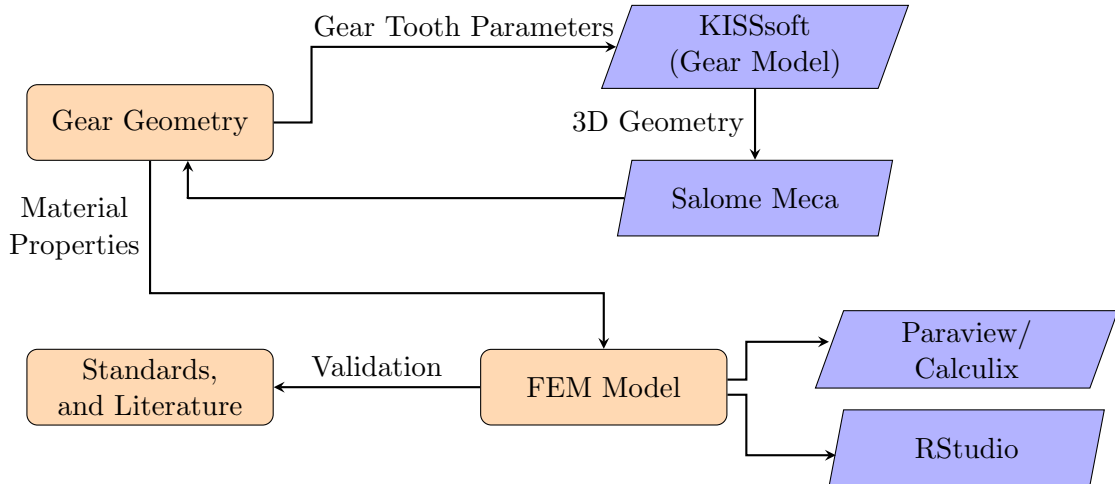 Gear Tooth Parameters
KISSsoft
(Gear Model)
Gear Geometry
3D Geometry
Salome Meca
Material
Properties
Standards,
and Literature
Validation
FEM Model
Paraview/
Calculix
RStudio